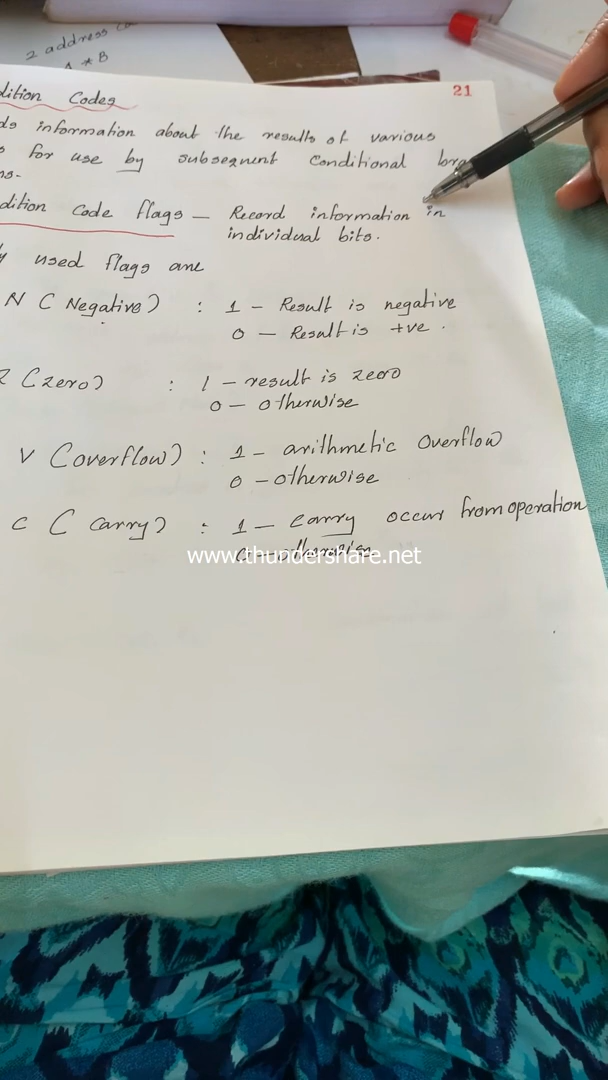 2 address
A * B
21
dition Codes
ds information about the results of various
s for use by subsequent conditional bra
ns.
dition Code flags — Record information in
individual bits.
y used flags are
N (Negative) : 1 — Result is negative
0 — Result is +ve.
Z (zero) : 1 — result is zero
0 — otherwise
V (overflow) : 1 — arithmetic overflow
0 — otherwise
C (carry) : 1 — carry occur from operation
0 — otherwise
www.thundershare.net